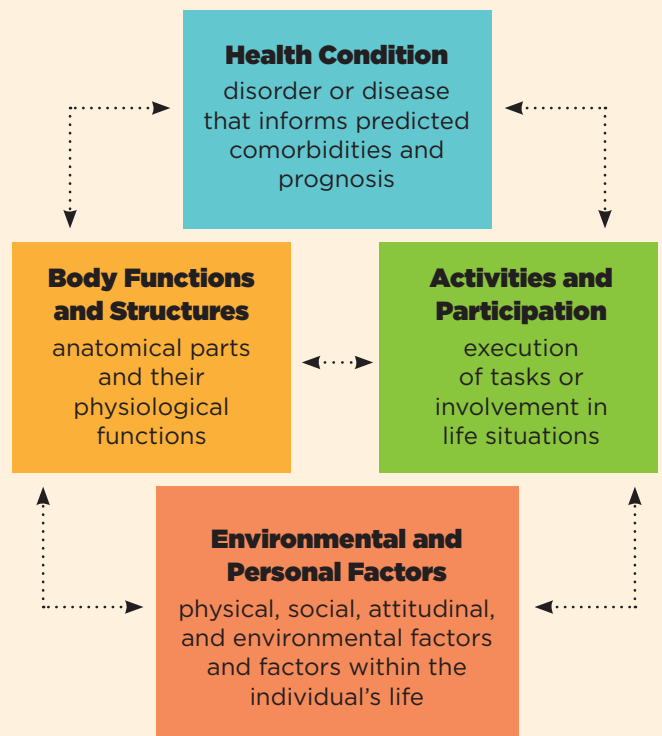 Health Condition
disorder or disease
that informs predicted
comorbidities and
prognosis
Body Functions
and Structures
anatomical parts
and their
physiological
functions
Activities and
Participation
execution
of tasks or
involvement in
life situations
Environmental and
Personal Factors
physical, social, attitudinal,
and environmental factors
and factors within the
individual’s life